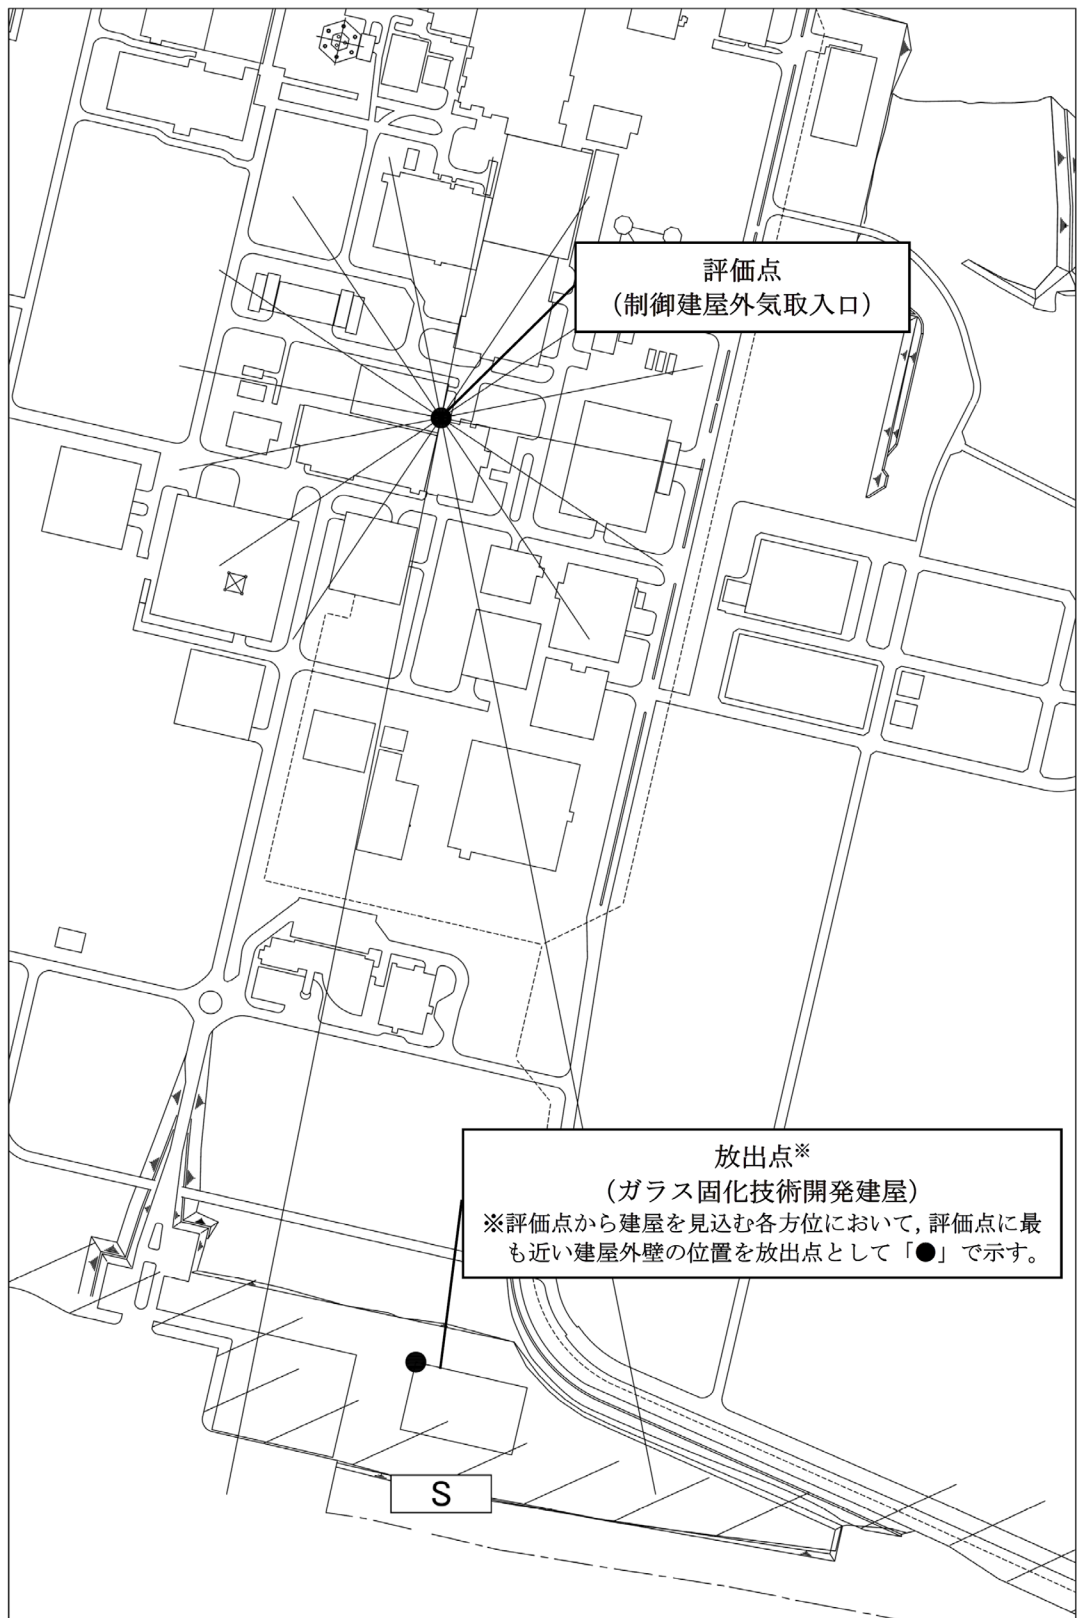 評価点
（制御建屋外気取入口）
放出点※
（ガラス固化技術開発建屋）
※評価点から建屋を見込む各方位において，評価点に最
も近い建屋外壁の位置を放出点として「●」で示す。
S